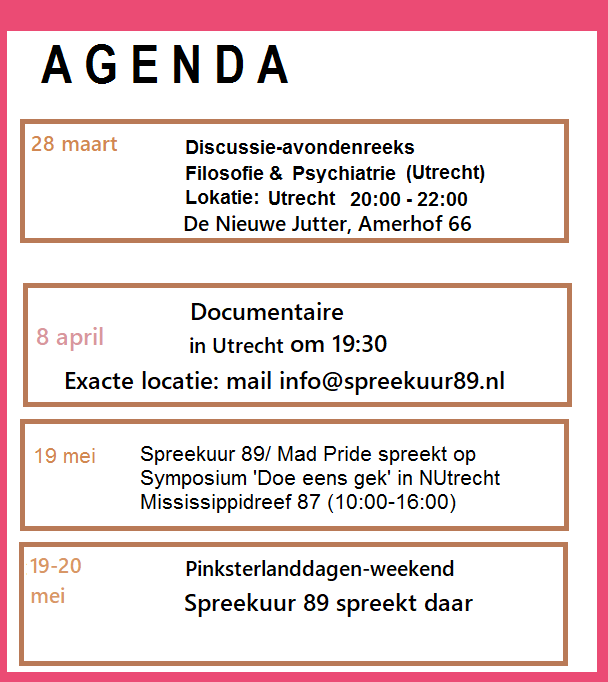 AGENDA
28 maart
Discussie-avondenreeks
Filosofie & Psychiatrie (Utrecht)
Lokatie: Utrecht 20:00 - 22:00
De Nieuwe Jutter, Amerhof 66
8 april
Documentaire
in Utrecht om 19:30
Exacte locatie: mail info@spreekuur89.nl
19 mei
Spreekuur 89/ Mad Pride spreekt op
Symposium 'Doe eens gek' in NUtrecht
Mississippidreef 87 (10:00-16:00)
19-20
mei
Pinksterlanddagen-weekend
Spreekuur 89 spreekt daar